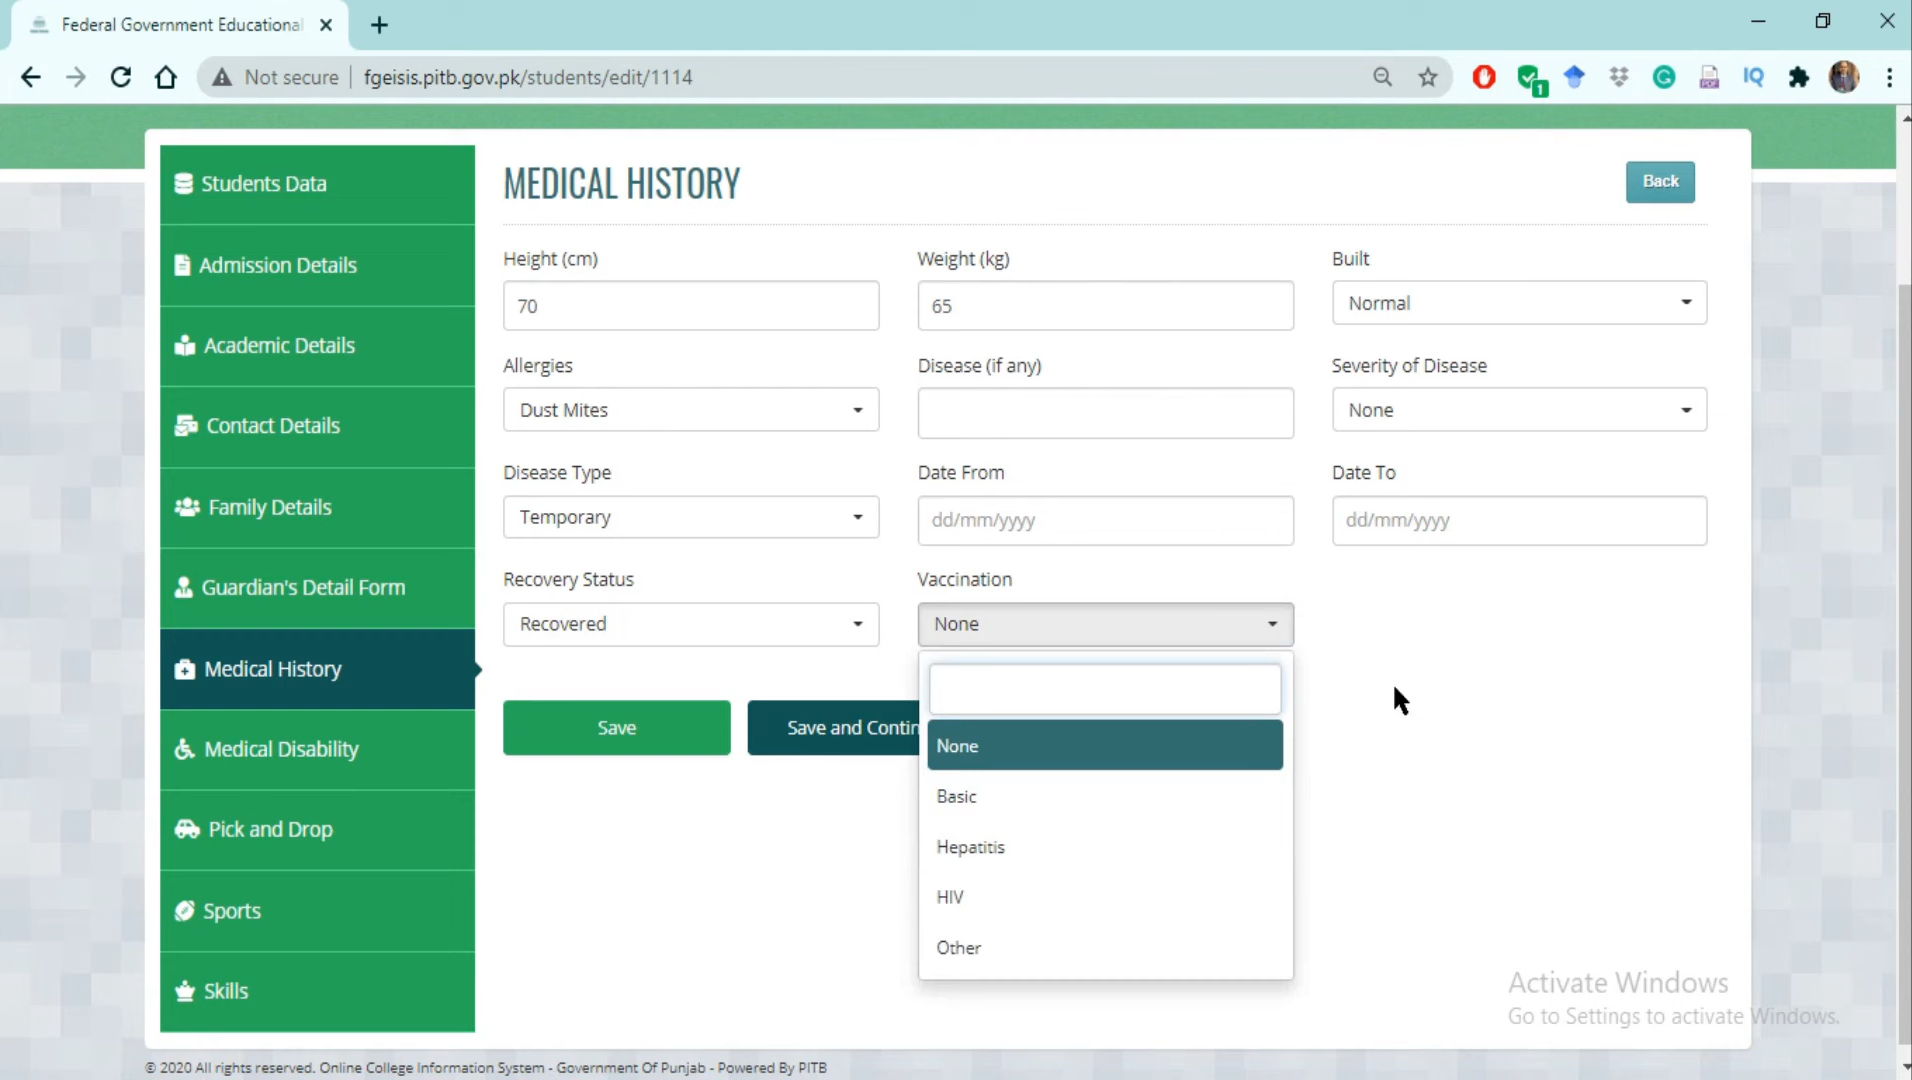 Federal Government Educational
Not secure
fgeisis.pitb.gov.pk/students/edit/1114
1
PDF
IQ
Students Data
Admission Details
Academic Details
Contact Details
Family Details
Guardian's Detail Form
Medical History
Medical Disability
Pick and Drop
Sports
Skills
MEDICAL HISTORY
Back
Height (cm)
70
Weight (kg)
65
Built
Normal
Allergies
Dust Mites
Disease (if any)
Severity of Disease
None
Disease Type
Temporary
Date From
dd/mm/yyyy
Date To
dd/mm/yyyy
Recovery Status
Recovered
Vaccination
None
None
Basic
Hepatitis
HIV
Other
Save
Save and Contin
Activate Windows
Go to Settings to activate Windows.
© 2020 All rights reserved. Online College Information System - Government Of Punjab - Powered By PITB